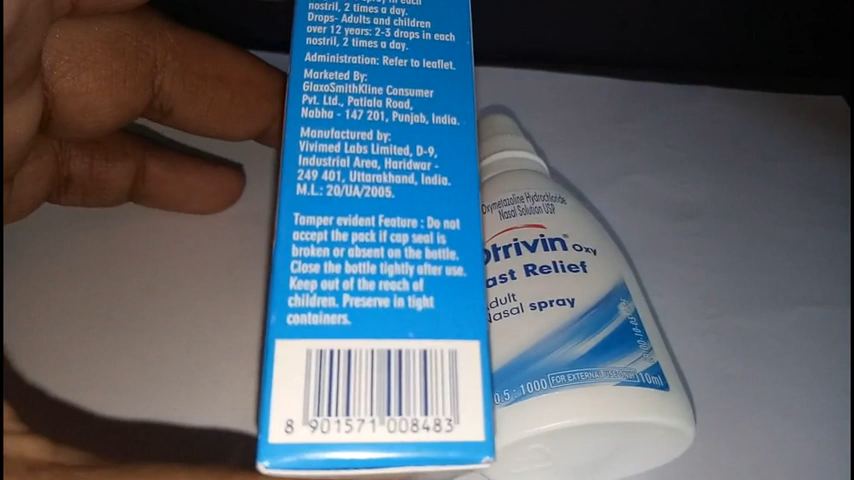 nostril, 2 times a day.
Drops- Adults and children
over 12 years: 2-3 drops in each
nostril, 2 times a day.
Administration: Refer to leaflet.
Marketed By:
GlaxoSmithKline Consumer
Pvt. Ltd., Patiala Road,
Nabha - 147 201, Punjab, India.
Manufactured by:
Vivimed Labs Limited, D-9,
Industrial Area, Haridwar -
249 401, Uttarakhand, India.
M.L.: 20/UA/2005.
Tamper evident Feature : Do not
accept the pack if cap seal is
broken or absent on the bottle.
Close the bottle tightly after use.
Keep out of the reach of
children. Preserve in tight
containers.
8 901571 008483
Oxymetazoline Hydrochloride
Nasal Solution USP
otrivin® Oxy
ast Relief
dult
Nasal spray
0.5 : 1000 FOR EXTERNAL USE ONLY 10ml